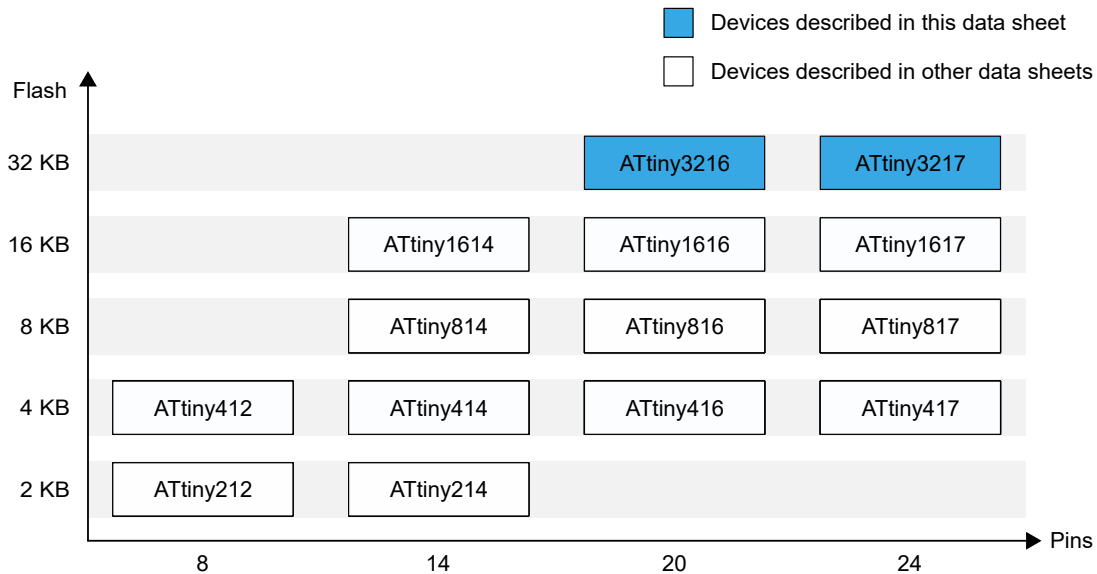 Devices described in this data sheet
Devices described in other data sheets
Flash
32 KB ATtiny3216 ATtiny3217
16 KB ATtiny1614 ATtiny1616 ATtiny1617
8 KB ATtiny814 ATtiny816 ATtiny817
4 KB ATtiny412 ATtiny414 ATtiny416 ATtiny417
2 KB ATtiny212 ATtiny214
Pins
8 14 20 24